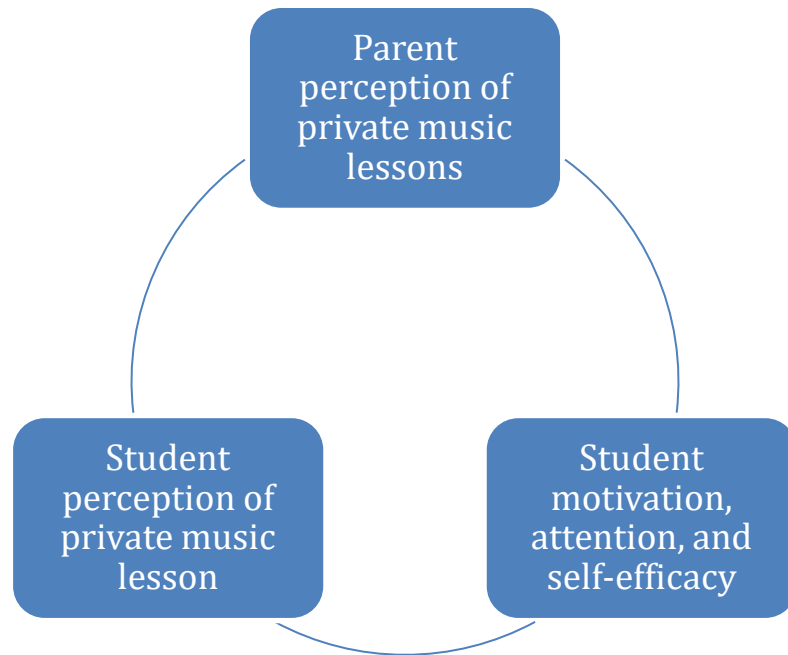 Parent
perception of
private music
lessons
Student
perception of
private music
lesson
Student
motivation,
attention, and
self-efficacy